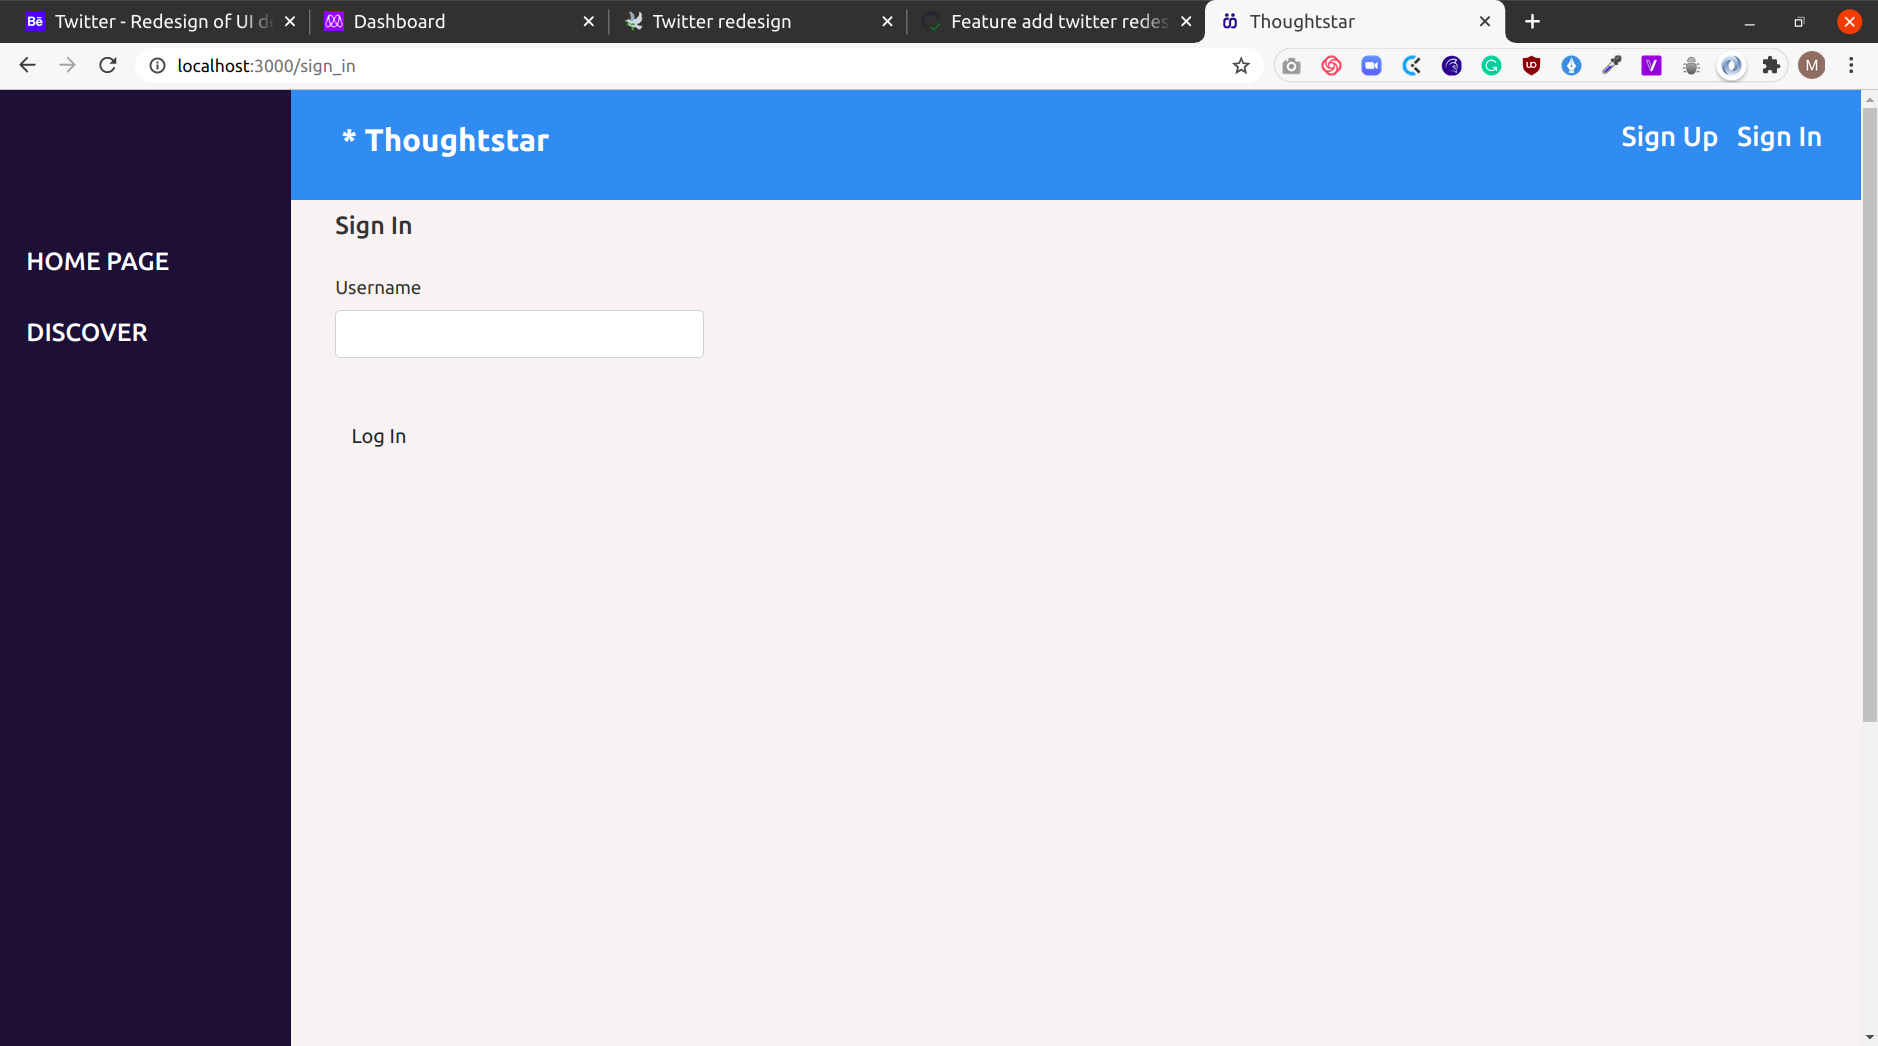 Twitter - Redesign of UI de
Dashboard
Twitter redesign
Feature add twitter redes
Thoughtstar
localhost:3000/sign_in
M
* Thoughtstar
Sign Up
Sign In
HOME PAGE
DISCOVER
Sign In
Username
Log In